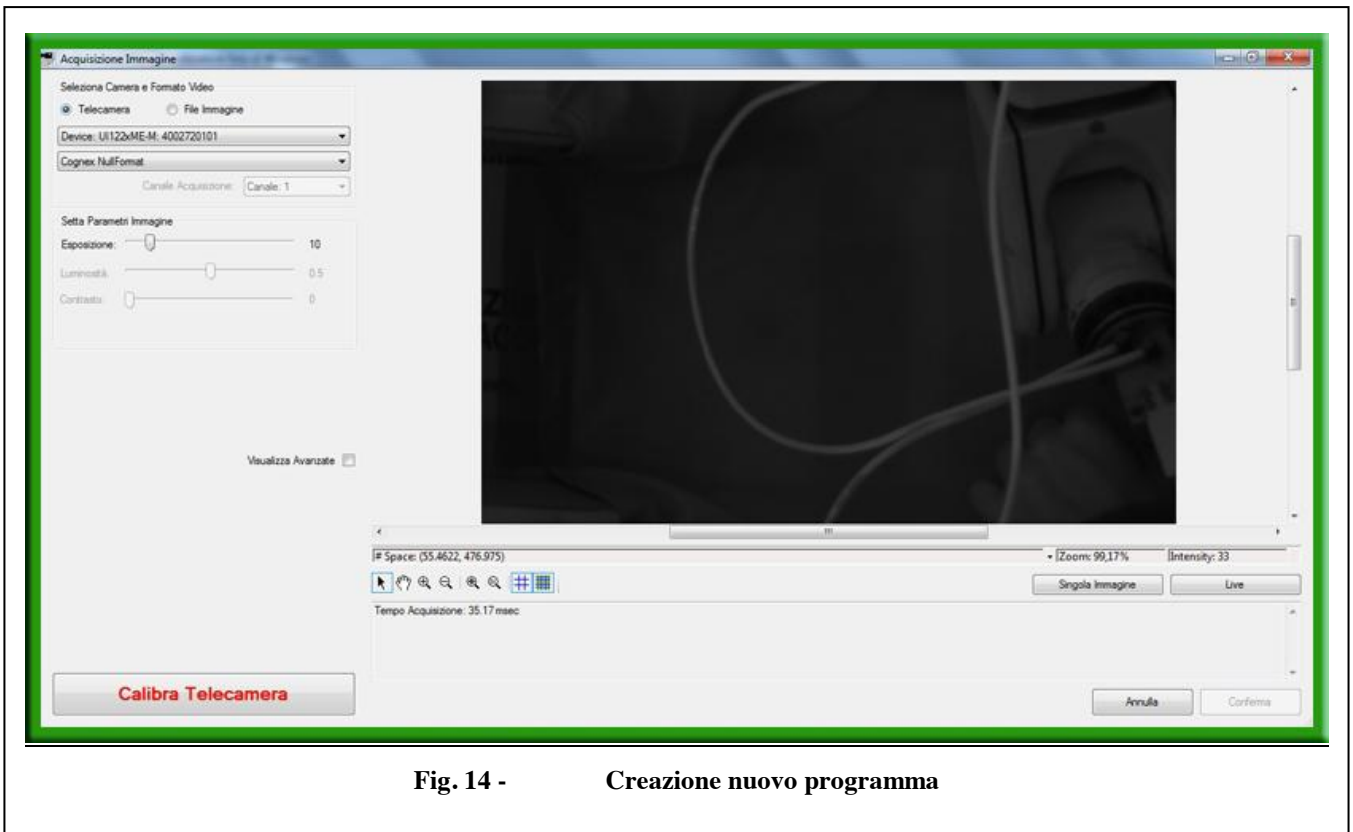 Acquisizione Immagine
Seleziona Camera e Formato Video
Telecamera File Immagine
Device: UI122xME-M: 4002720101
Cognex NullFormat
Canale Acquisizione: Canale: 1
Setta Parametri Immagine
Esposizione: 10
Luminosità: 0.5
Contrasto: 0
Visualizza Avanzate
# Space: (55.4622, 476.975) Zoom: 99,17% Intensity: 33
Singola Immagine Live
Tempo Acquisizione: 35.17 msec
Calibra Telecamera
Annulla Conferma
Fig. 14 - Creazione nuovo programma